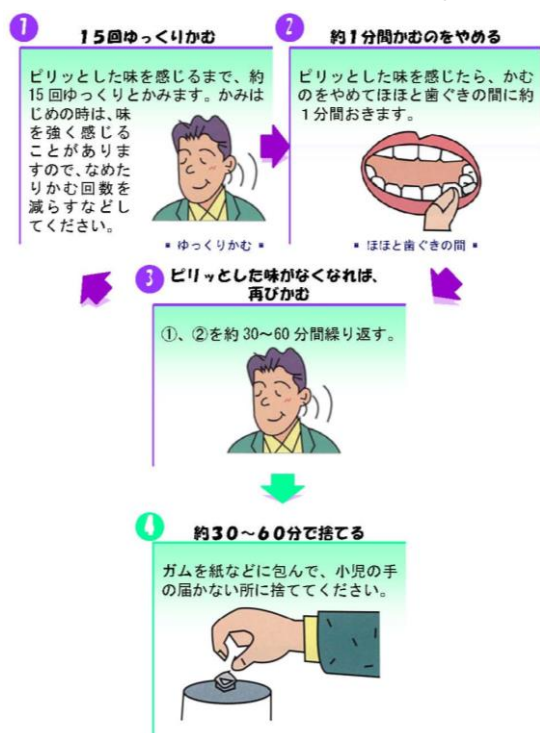 1
15回ゆっくりかむ
ピリッとした味を感じるまで、約
15回ゆっくりとかみます。かみは
じめの時は、味
を強く感じる
ことがありま
すので、なめた
りかむ回数を
減らすなどし
てください。
▪ ゆっくりかむ ▪
2
約1分間かむのをやめる
ピリッとした味を感じたら、かむ
のをやめてほほと歯ぐきの間に約
1分間おきます。
▪ ほほと歯ぐきの間 ▪
3
ピリッとした味がなくなれば、
再びかむ
①、②を約30～60分間繰り返す。
4
約30～60分で捨てる
ガムを紙などに包んで、小児の手
の届かない所に捨ててください。